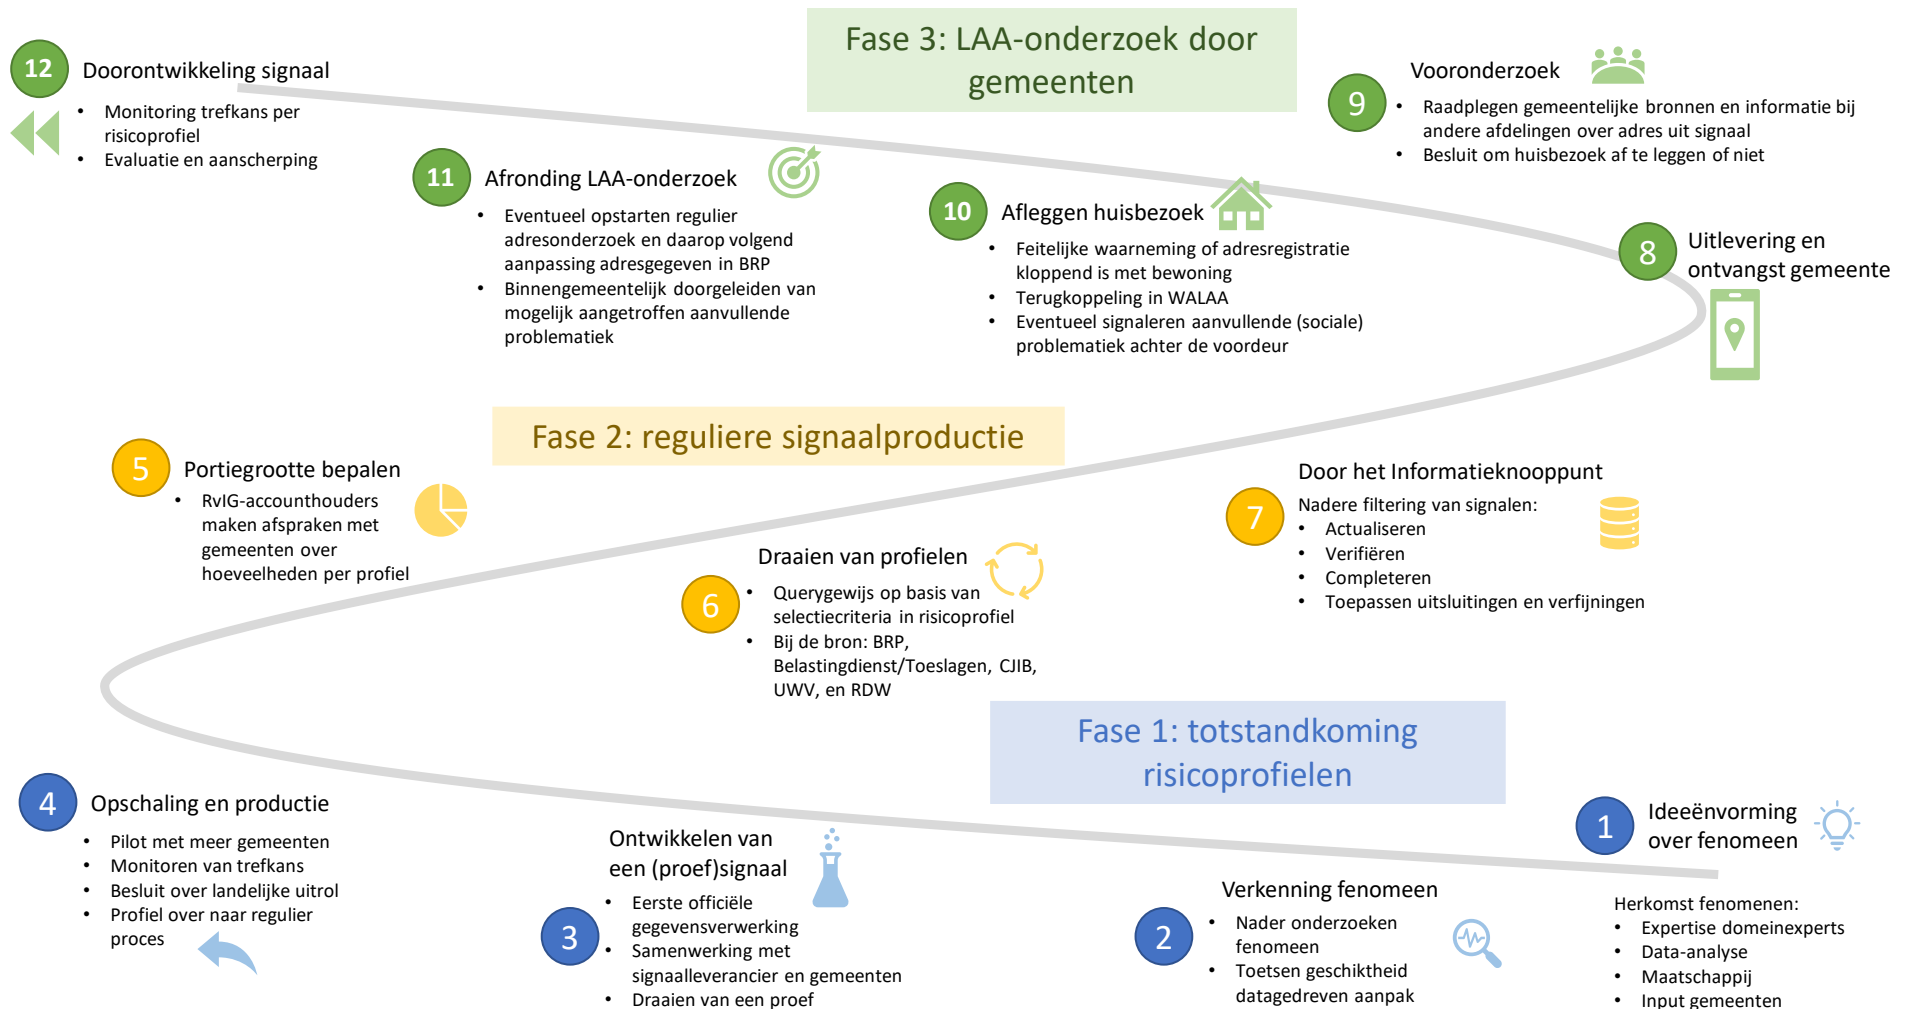 Fase 3: LAA-onderzoek door
gemeenten
12
Doorontwikkeling signaal
• Monitoring trefkans per
risicoprofiel
• Evaluatie en aanscherping
11
Afronding LAA-onderzoek
• Eventueel opstarten regulier
adresonderzoek en daarop volgend
aanpassing adresgegeven in BRP
• Binnengemeentelijk doorgeleiden van
mogelijk aangetroffen aanvullende
problematiek
10
Afleggen huisbezoek
• Feitelijke waarneming of adresregistratie
kloppend is met bewoning
• Terugkoppeling in WALAA
• Eventueel signaleren aanvullende (sociale)
problematiek achter de voordeur
9
Vooronderzoek
• Raadplegen gemeentelijke bronnen en informatie bij
andere afdelingen over adres uit signaal
• Besluit om huisbezoek af te leggen of niet
8
Uitlevering en
ontvangst gemeente
Fase 2: reguliere signaalproductie
5
Portiegrootte bepalen
• RvIG-accounthouders
maken afspraken met
gemeenten over
hoeveelheden per profiel
6
Draaien van profielen
• Querygewijs op basis van
selectiecriteria in risicoprofiel
• Bij de bron: BRP,
Belastingdienst/Toeslagen, CJIB,
UWV, en RDW
7
Door het Informatieknooppunt
Nadere filtering van signalen:
• Actualiseren
• Verifiëren
• Completeren
• Toepassen uitsluitingen en verfijningen
Fase 1: totstandkoming
risicoprofielen
4
Opschaling en productie
• Pilot met meer gemeenten
• Monitoren van trefkans
• Besluit over landelijke uitrol
• Profiel over naar regulier
proces
3
Ontwikkelen van
een (proef)signaal
• Eerste officiële
gegevensverwerking
• Samenwerking met
signaalleverancier en gemeenten
• Draaien van een proef
2
Verkenning fenomeen
• Nader onderzoeken
fenomeen
• Toetsen geschiktheid
datagedreven aanpak
1
Ideeënvorming
over fenomeen
Herkomst fenomenen:
• Expertise domeinexperts
• Data-analyse
• Maatschappij
• Input gemeenten